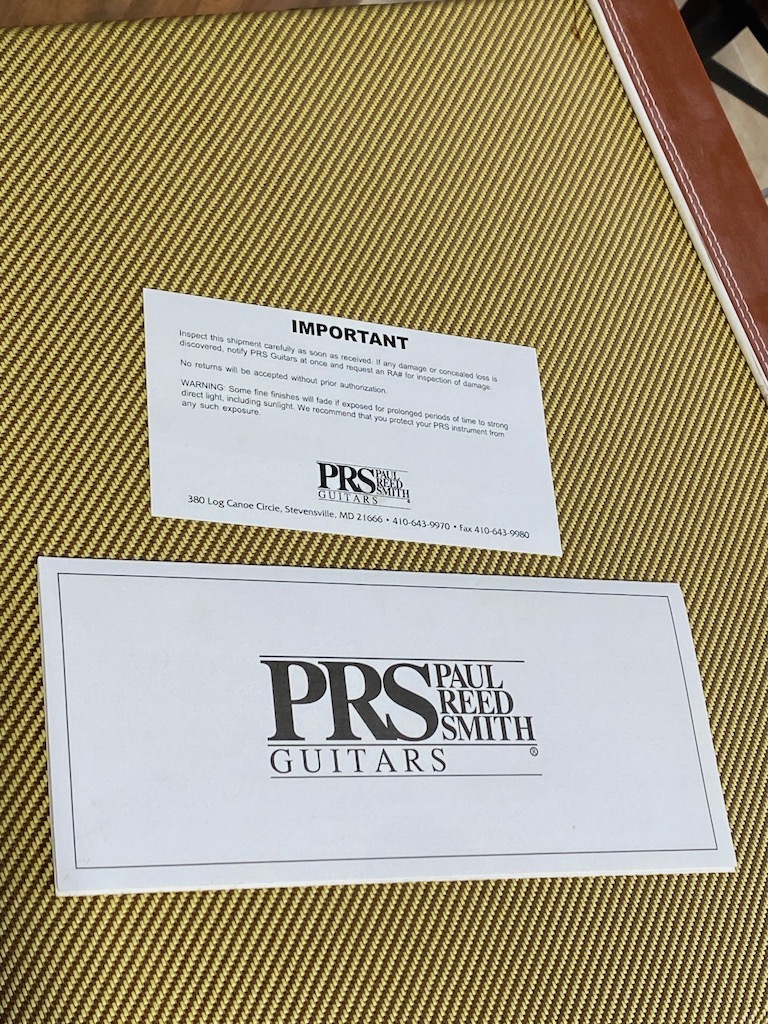 IMPORTANT
Inspect this shipment carefully as soon as received. If any damage or concealed loss is
discovered, notify PRS Guitars at once and request an RA# for inspection of damage.
No returns will be accepted without prior authorization.
WARNING: Some fine finishes will fade if exposed for prolonged periods of time to strong
direct light, including sunlight. We recommend that you protect your PRS instrument from
any such exposure.
PRS PAUL
REED
SMITH
GUITARS ®
380 Log Canoe Circle, Stevensville, MD 21666 • 410-643-9970 • Fax 410-643-9980
PRS PAUL
REED
SMITH
GUITARS ®